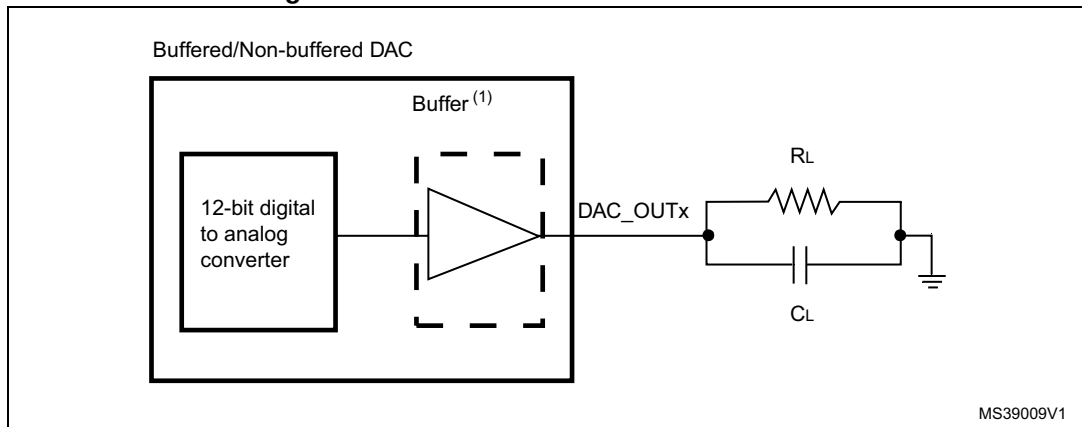 Buffered/Non-buffered DAC
Buffer (1)
12-bit digital
to analog
converter
DAC_OUTx
RL
CL
MS39009V1